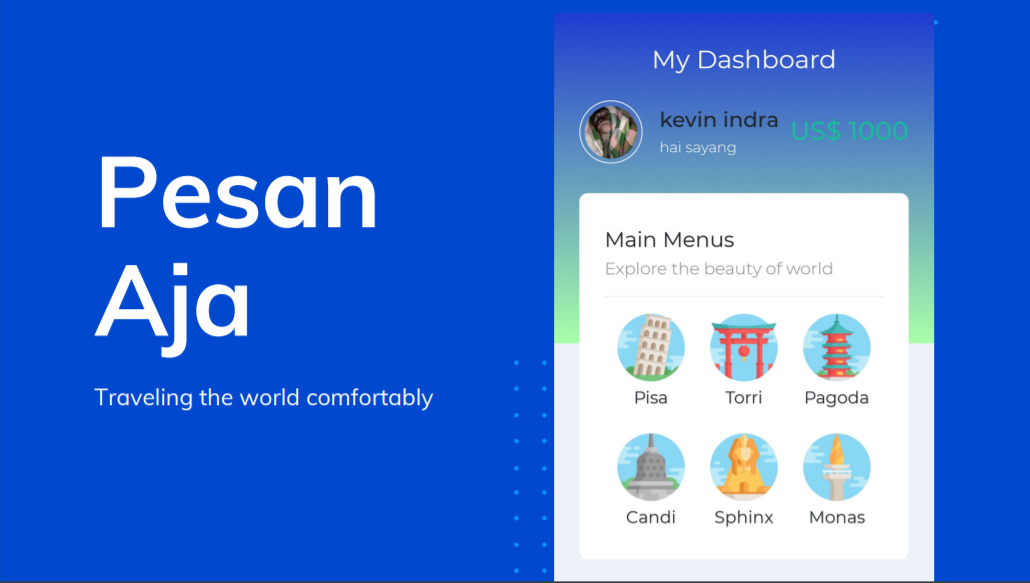 Pesan
Aja
Traveling the world comfortably
My Dashboard
kevin indra
hai sayang
US$ 1000
Main Menus
Explore the beauty of world
Pisa
Torri
Pagoda
Candi
Sphinx
Monas